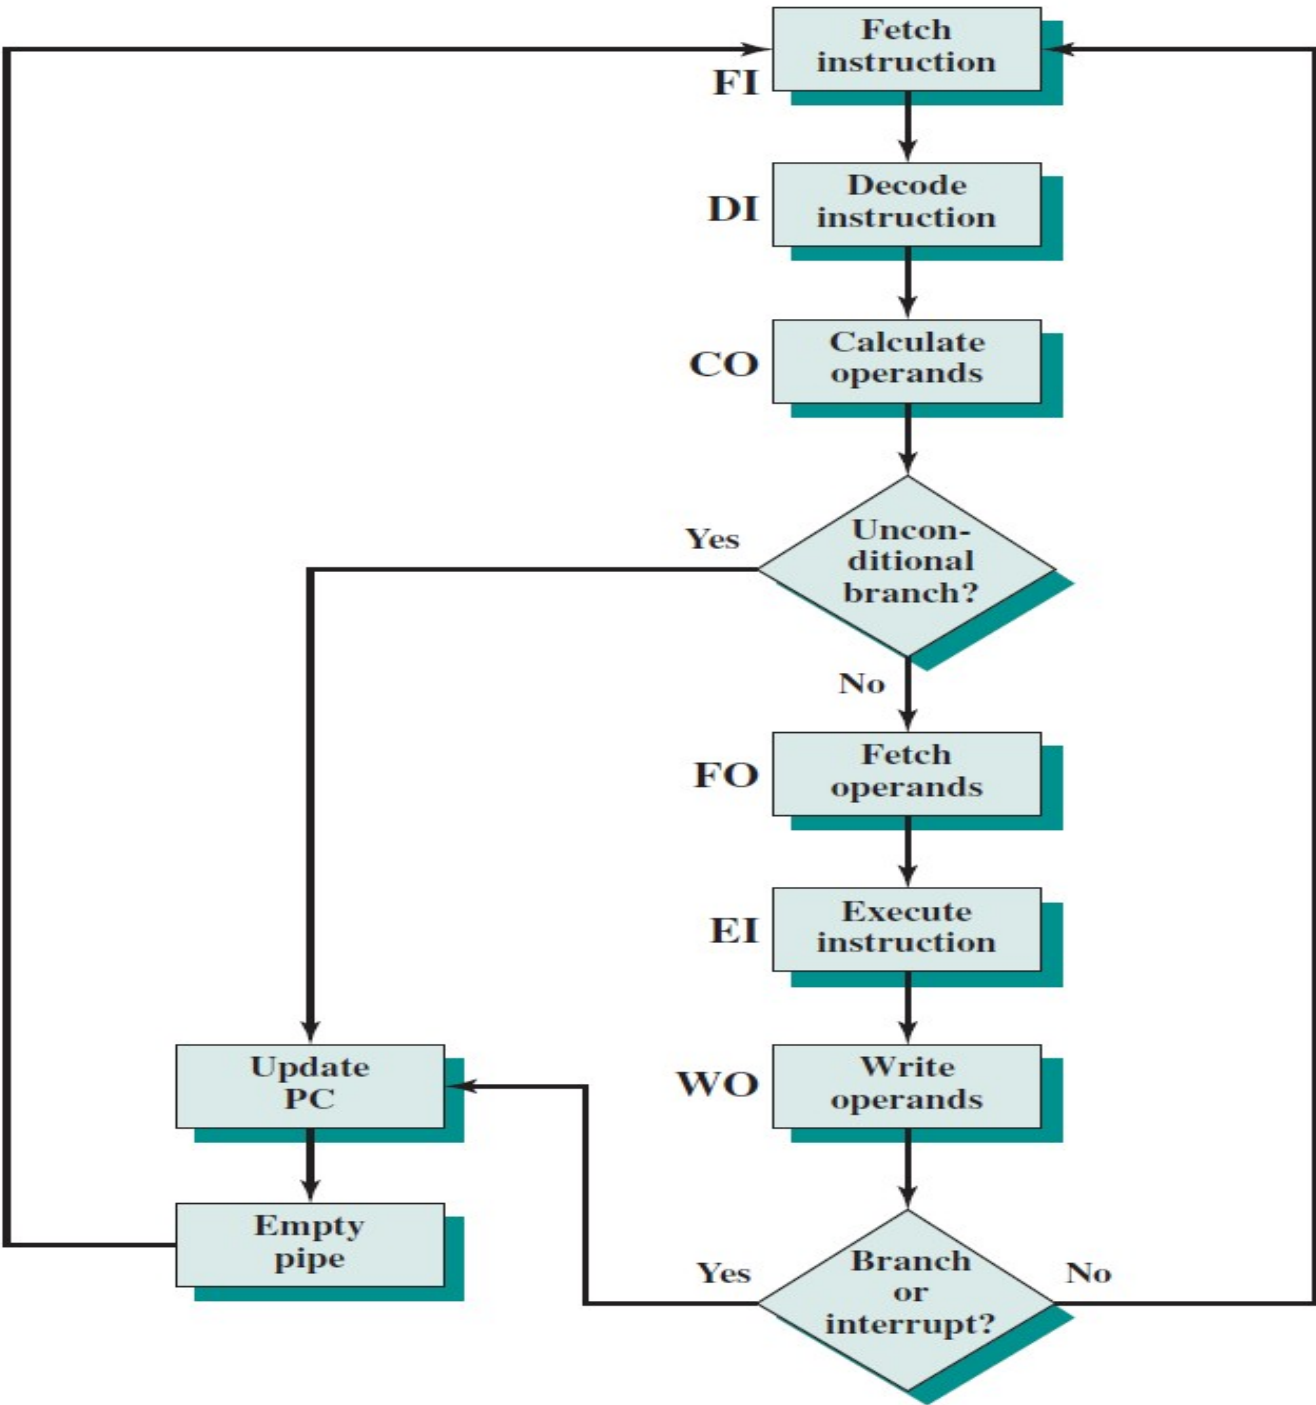 Fetch
instruction
FI
Decode
instruction
DI
Calculate
operands
CO
Uncon-
ditional
branch?
Yes
No
Fetch
operands
FO
Execute
instruction
EI
Update
PC
Write
operands
WO
Empty
pipe
Branch
or
interrupt?
Yes
No